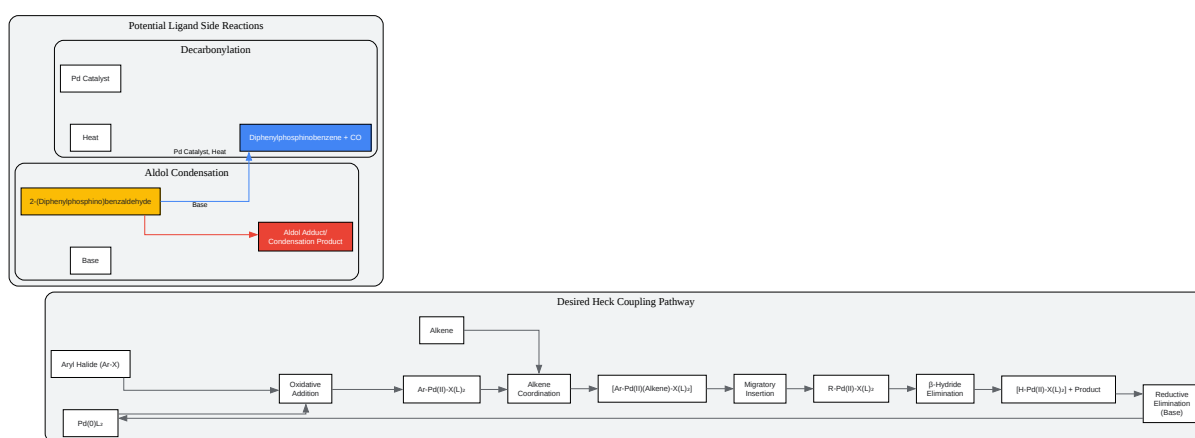 Potential Ligand Side Reactions
Decarbonylation
Pd Catalyst
Heat
Diphenylphosphinobenzene + CO
Pd Catalyst, Heat
Aldol Condensation
2-(Diphenylphosphino)benzaldehyde
Base
Aldol Adduct/
Condensation Product
Base
Desired Heck Coupling Pathway
Alkene
Aryl Halide (Ar-X)
Oxidative
Addition
Ar-Pd(II)-X(L)₂
Alkene
Coordination
[Ar-Pd(II)(Alkene)-X(L)₂]
Migratory
Insertion
R-Pd(II)-X(L)₂
β-Hydride
Elimination
[H-Pd(II)-X(L)₂] + Product
Reductive
Elimination
(Base)
Pd(0)L₂